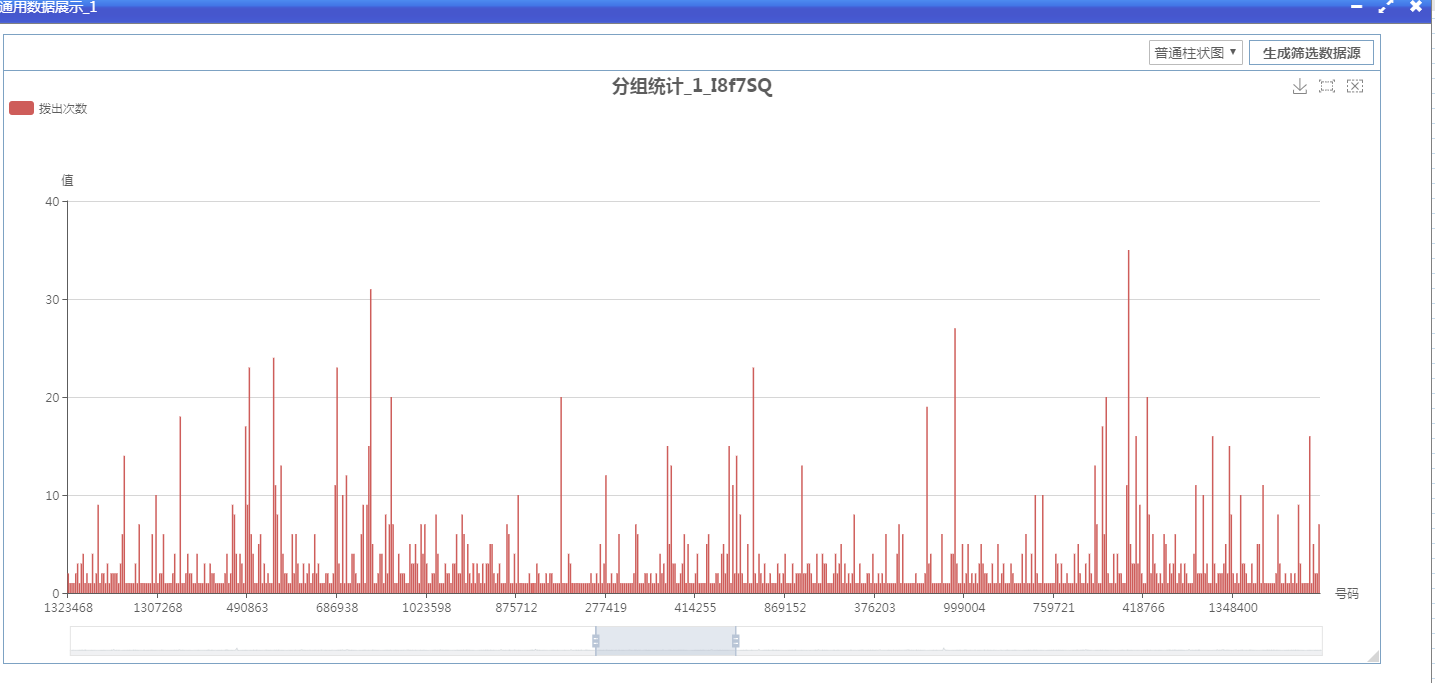 通用数据展示_1
普通柱状图 生成筛选数据源
分组统计_1_I8f7SQ
拨出次数
值
40
30
20
10
0
1323468 1307268 490863 686938 1023598 875712 277419 414255 869152 376203 999004 759721 418766 1348400
号码